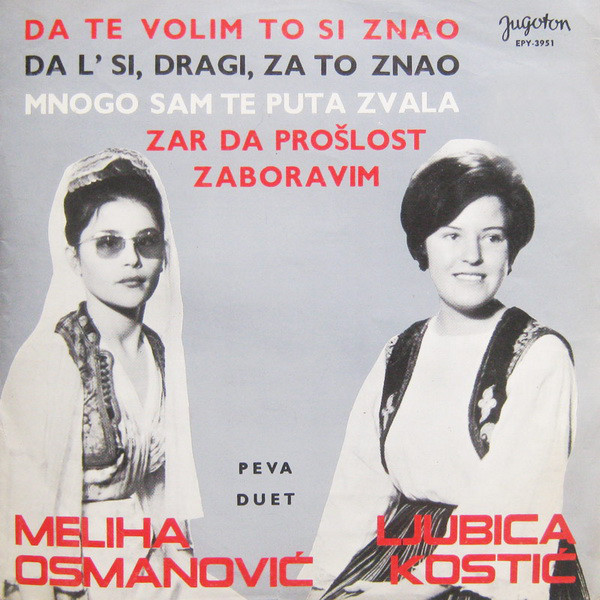 DA TE VOLIM TO SI ZNAO
Jugoton
EPY-3951
DA L' SI, DRAGI, ZA TO ZNAO
MNOGO SAM TE PUTA ZVALA
ZAR DA PROŠLOST
ZABORAVIM
PEVA
DUET
MELIHA
OSMANOVIĆ
LJUBICA
KOSTIĆ